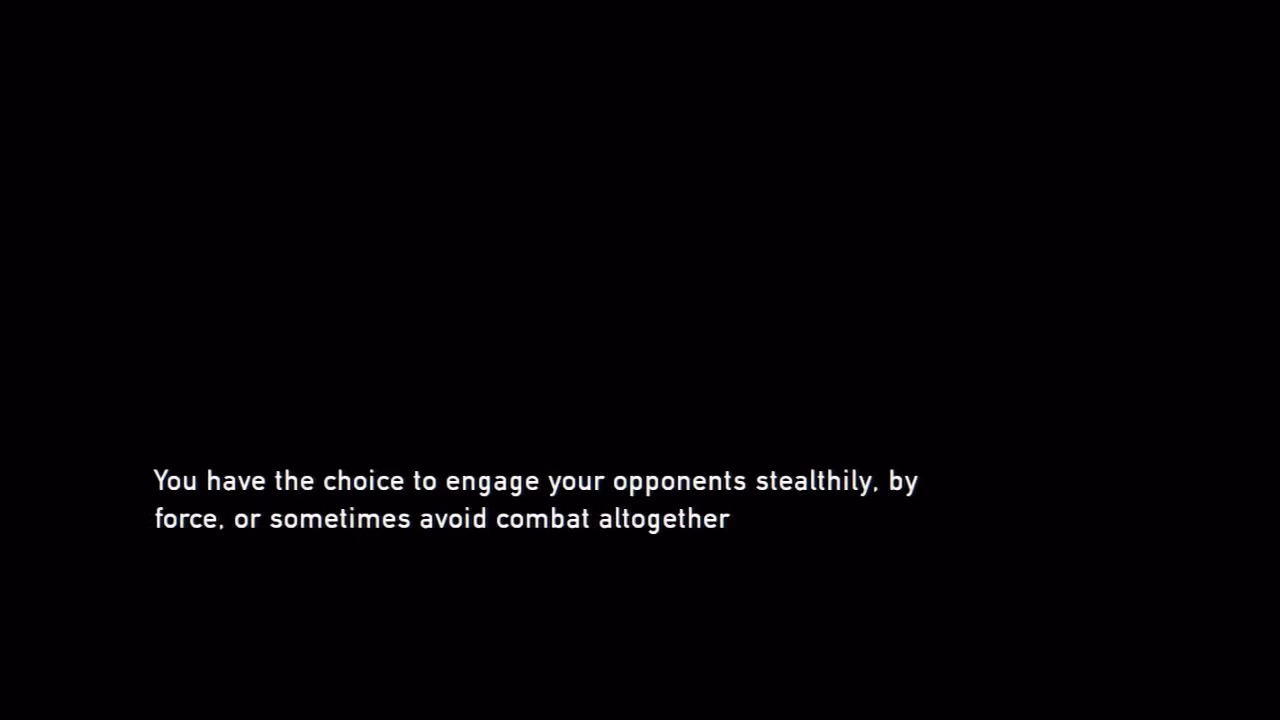 You have the choice to engage your opponents stealthily, by
force, or sometimes avoid combat altogether